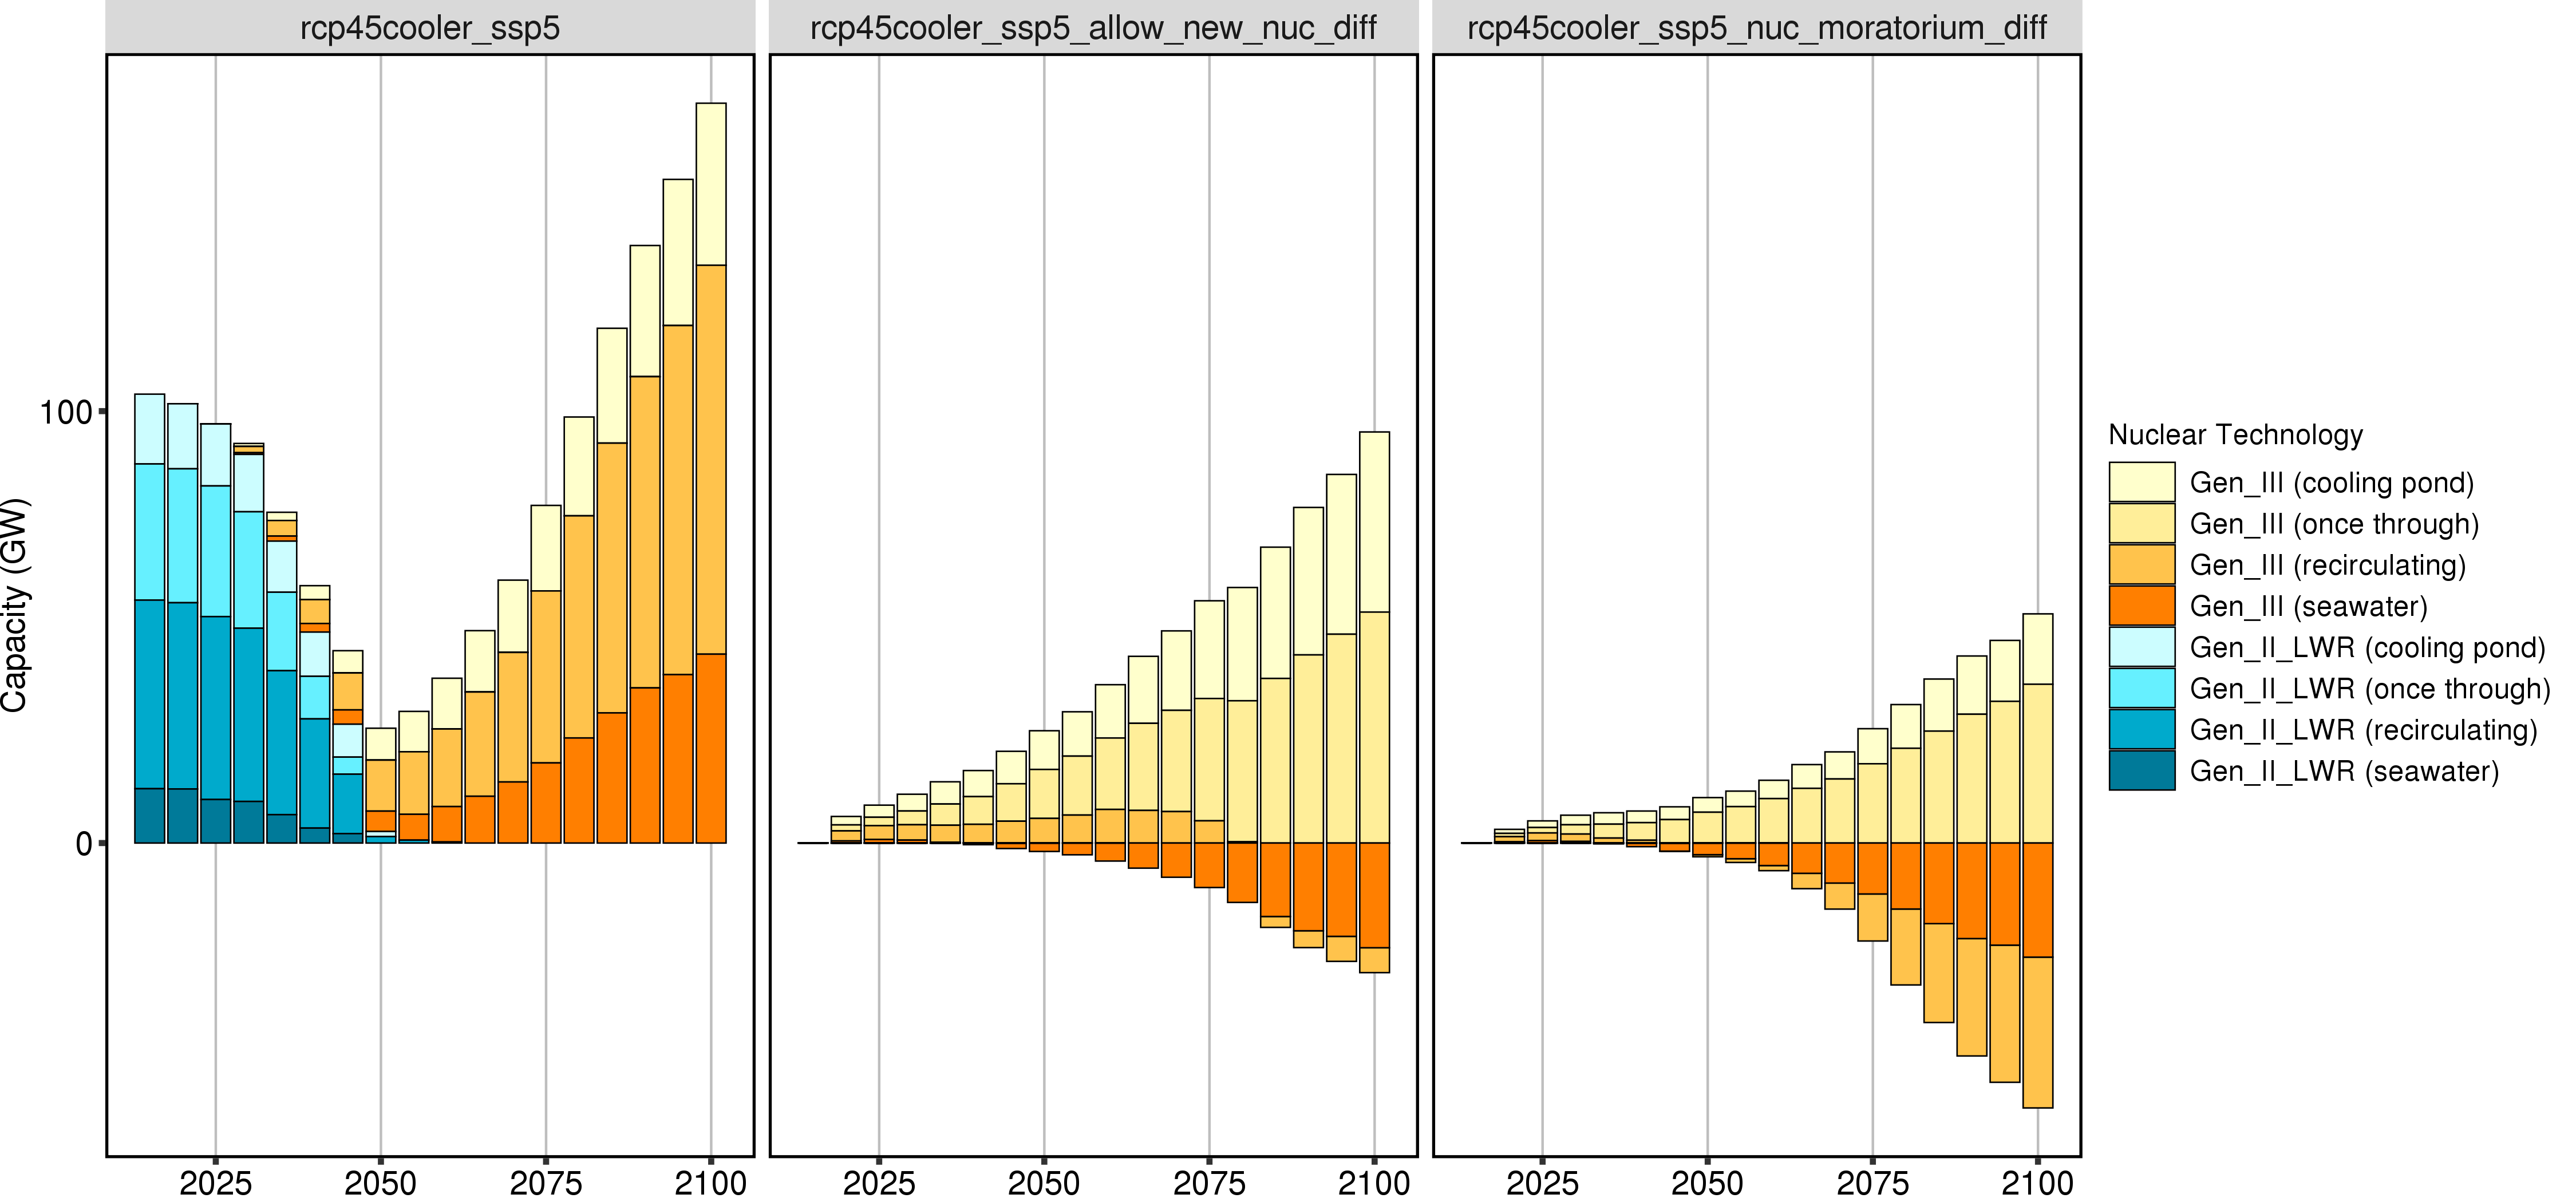 rcp45cooler_ssp5
rcp45cooler_ssp5_allow_new_nuc_diff
rcp45cooler_ssp5_nuc_moratorium_diff
Capacity (GW)
100
0
2025
2050
2075
2100
2025
2050
2075
2100
2025
2050
2075
2100
Nuclear Technology
Gen_III (cooling pond)
Gen_III (once through)
Gen_III (recirculating)
Gen_III (seawater)
Gen_II_LWR (cooling pond)
Gen_II_LWR (once through)
Gen_II_LWR (recirculating)
Gen_II_LWR (seawater)